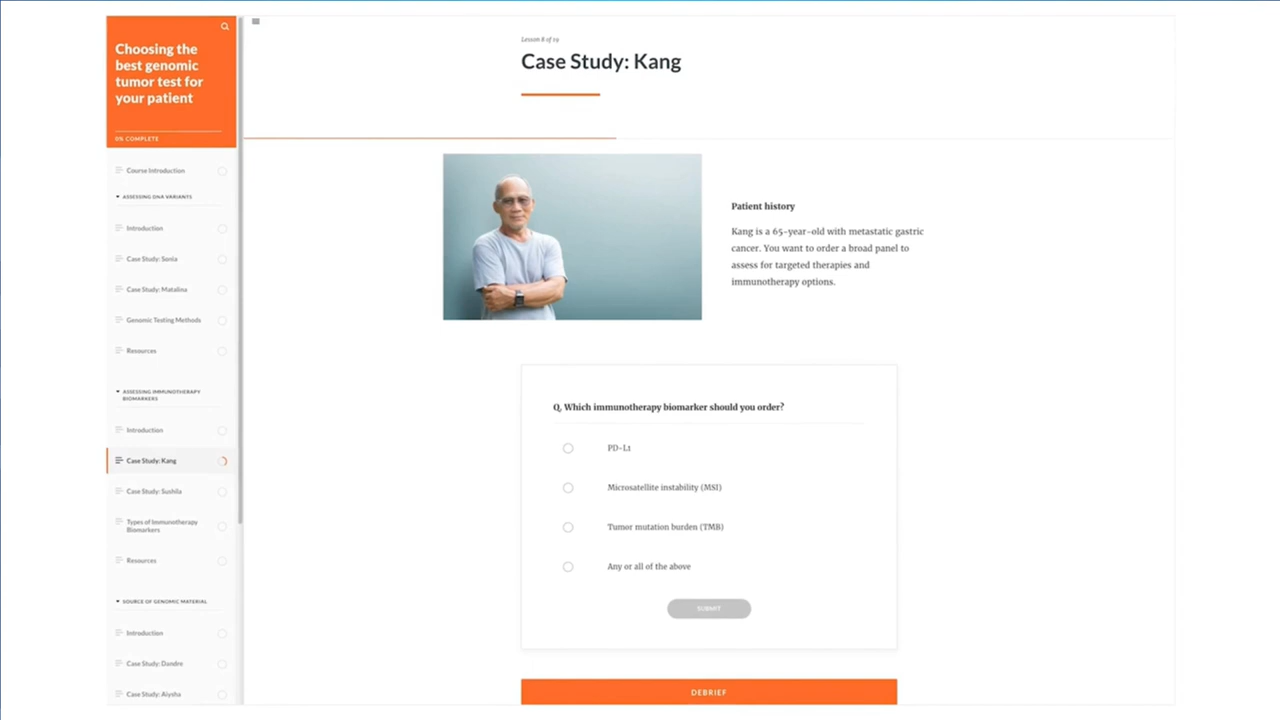 Choosing the
best genomic
tumor test for
your patient
0% COMPLETE
Course Introduction
ASSESSING DNA VARIANTS
Introduction
Case Study: Sonia
Case Study: Matalina
Genomic Testing Methods
Resources
ASSESSING IMMUNOTHERAPY
BIOMARKERS
Introduction
Case Study: Kang
Case Study: Sushila
Types of Immunotherapy
Biomarkers
Resources
SOURCE OF GENOMIC MATERIAL
Introduction
Case Study: Dandre
Case Study: Aiysha
Lesson 8 of 19
Case Study: Kang
Patient history
Kang is a 65-year-old with metastatic gastric
cancer. You want to order a broad panel to
assess for targeted therapies and
immunotherapy options.
Q. Which immunotherapy biomarker should you order?
PD-L1
Microsatellite instability (MSI)
Tumor mutation burden (TMB)
Any or all of the above
SUBMIT
DEBRIEF